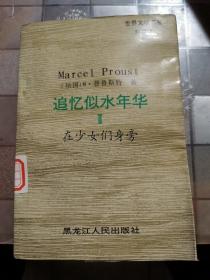 世界文学名著
Marcel Proust
[法国]M·普鲁斯特 著
追忆似水年华
Ⅱ
在少女们身旁
黑龙江人民出版社